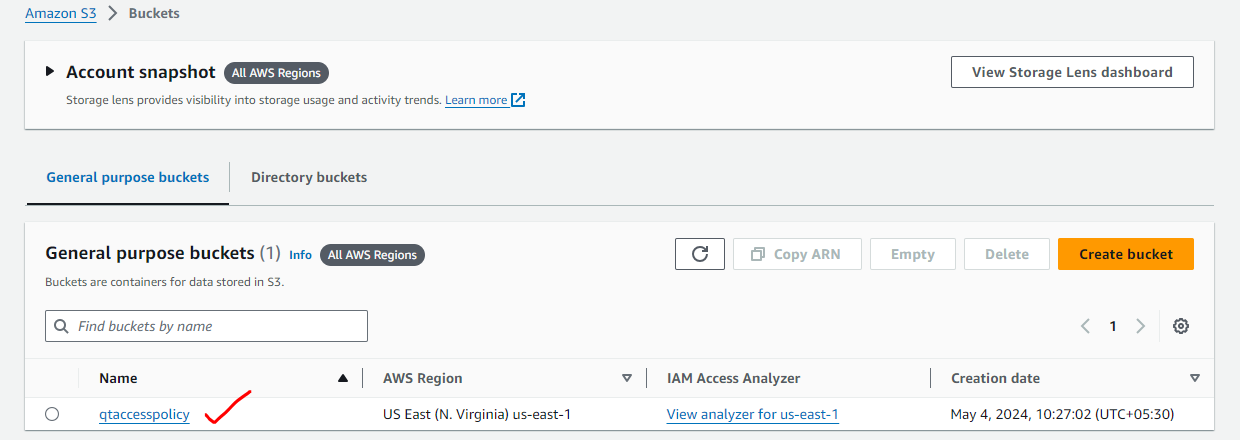 Amazon S3 > Buckets
Account snapshot All AWS Regions View Storage Lens dashboard
Storage lens provides visibility into storage usage and activity trends. Learn more
General purpose buckets Directory buckets
General purpose buckets (1) Info All AWS Regions Copy ARN Empty Delete Create bucket
Buckets are containers for data stored in S3.
Find buckets by name 1
Name AWS Region IAM Access Analyzer Creation date
qtaccesspolicy US East (N. Virginia) us-east-1 View analyzer for us-east-1 May 4, 2024, 10:27:02 (UTC+05:30)